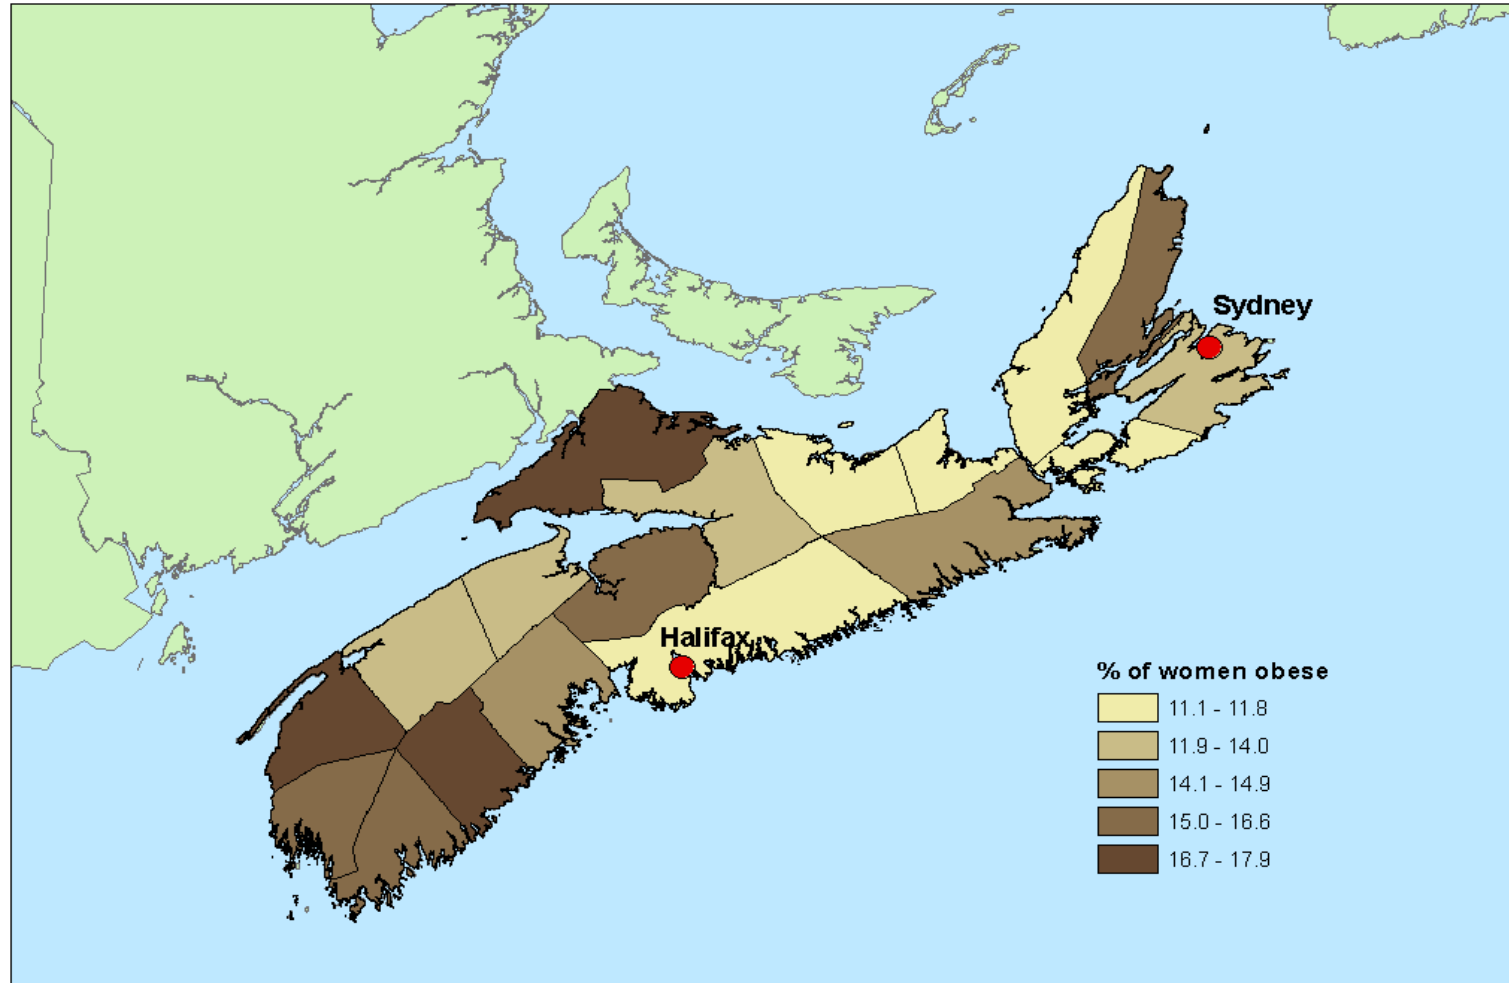 Sydney
Halifax
% of women obese
11.1 - 11.8
11.9 - 14.0
14.1 - 14.9
15.0 - 16.6
16.7 - 17.9